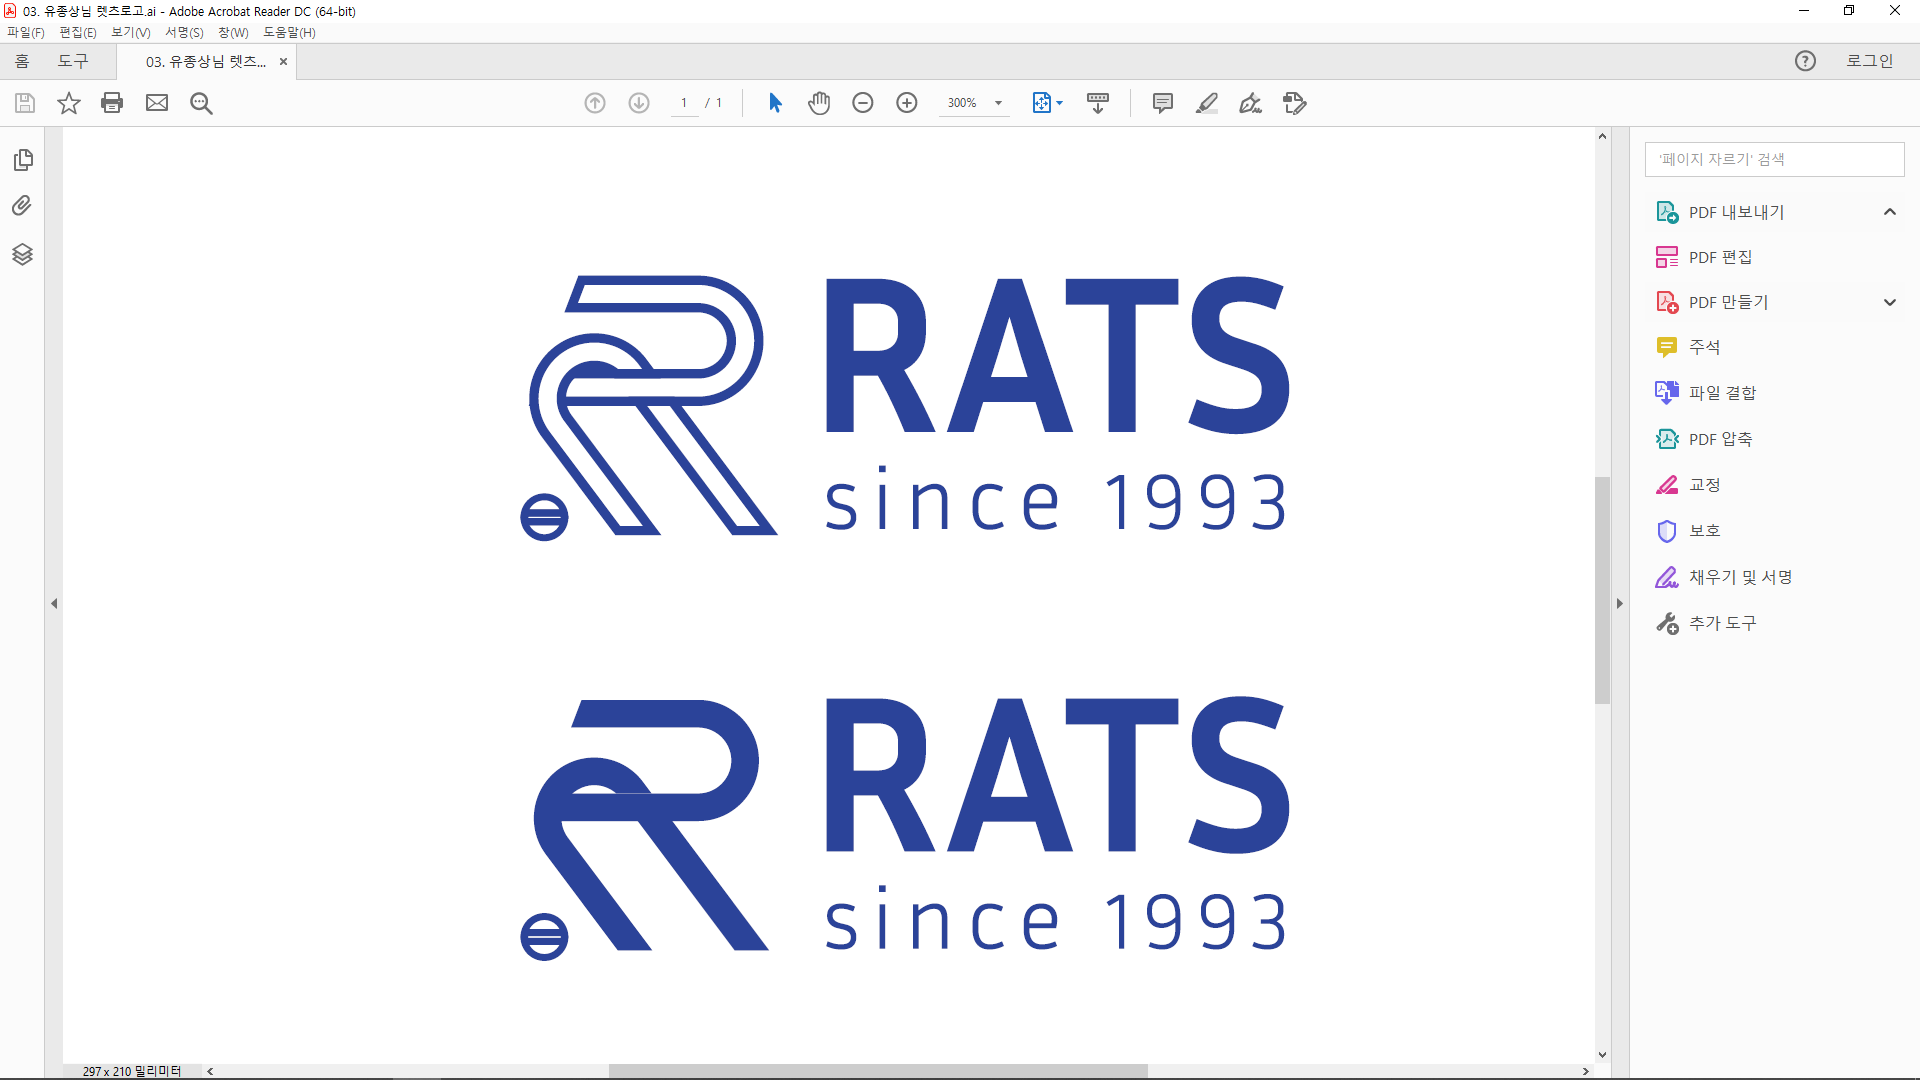 03. 유종상님 렛츠로고.ai - Adobe Acrobat Reader DC (64-bit)
파일(F) 편집(E) 보기(V) 서명(S) 창(W) 도움말(H)
홈 도구 03. 유종상님 렛츠... × ? 로그인
1 / 1 300%
'페이지 자르기' 검색
PDF 내보내기
PDF 편집
PDF 만들기
주석
파일 결합
PDF 압축
교정
보호
채우기 및 서명
추가 도구
RATS
since 1993
RATS
since 1993
297 x 210 밀리미터